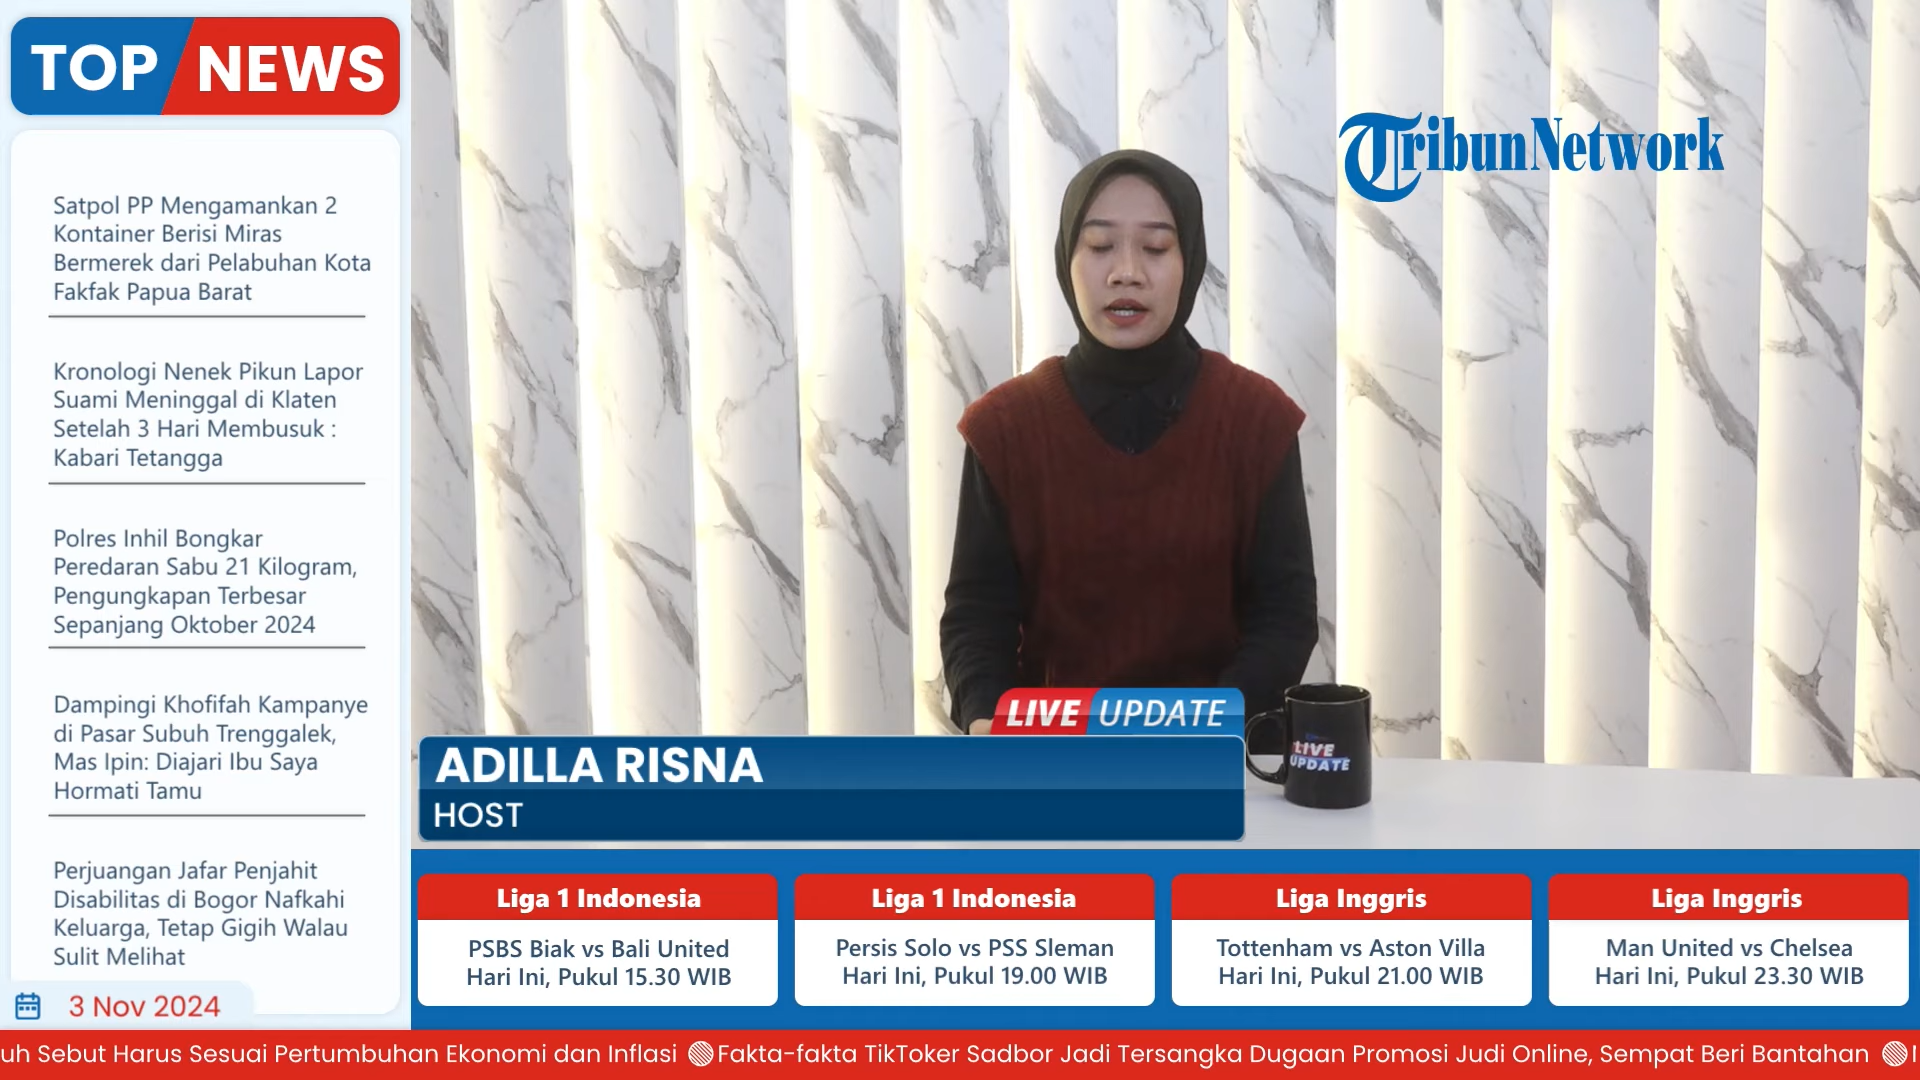 TOP NEWS
Satpol PP Mengamankan 2
Kontainer Berisi Miras
Bermerek dari Pelabuhan Kota
Fakfak Papua Barat
Kronologi Nenek Pikun Lapor
Suami Meninggal di Klaten
Setelah 3 Hari Membusuk :
Kabari Tetangga
Polres Inhil Bongkar
Peredaran Sabu 21 Kilogram,
Pengungkapan Terbesar
Sepanjang Oktober 2024
Dampingi Khofifah Kampanye
di Pasar Subuh Trenggalek,
Mas Ipin: Diajari Ibu Saya
Hormati Tamu
Perjuangan Jafar Penjahit
Disabilitas di Bogor Nafkahi
Keluarga, Tetap Gigih Walau
Sulit Melihat
3 Nov 2024
TribunNetwork
LIVE UPDATE
ADILLA RISNA
HOST
LIVE
UPDATE
Liga 1 Indonesia
PSBS Biak vs Bali United
Hari Ini, Pukul 15.30 WIB
Liga 1 Indonesia
Persis Solo vs PSS Sleman
Hari Ini, Pukul 19.00 WIB
Liga Inggris
Tottenham vs Aston Villa
Hari Ini, Pukul 21.00 WIB
Liga Inggris
Man United vs Chelsea
Hari Ini, Pukul 23.30 WIB
uh Sebut Harus Sesuai Pertumbuhan Ekonomi dan Inflasi Fakta-fakta TikToker Sadbor Jadi Tersangka Dugaan Promosi Judi Online, Sempat Beri Bantahan